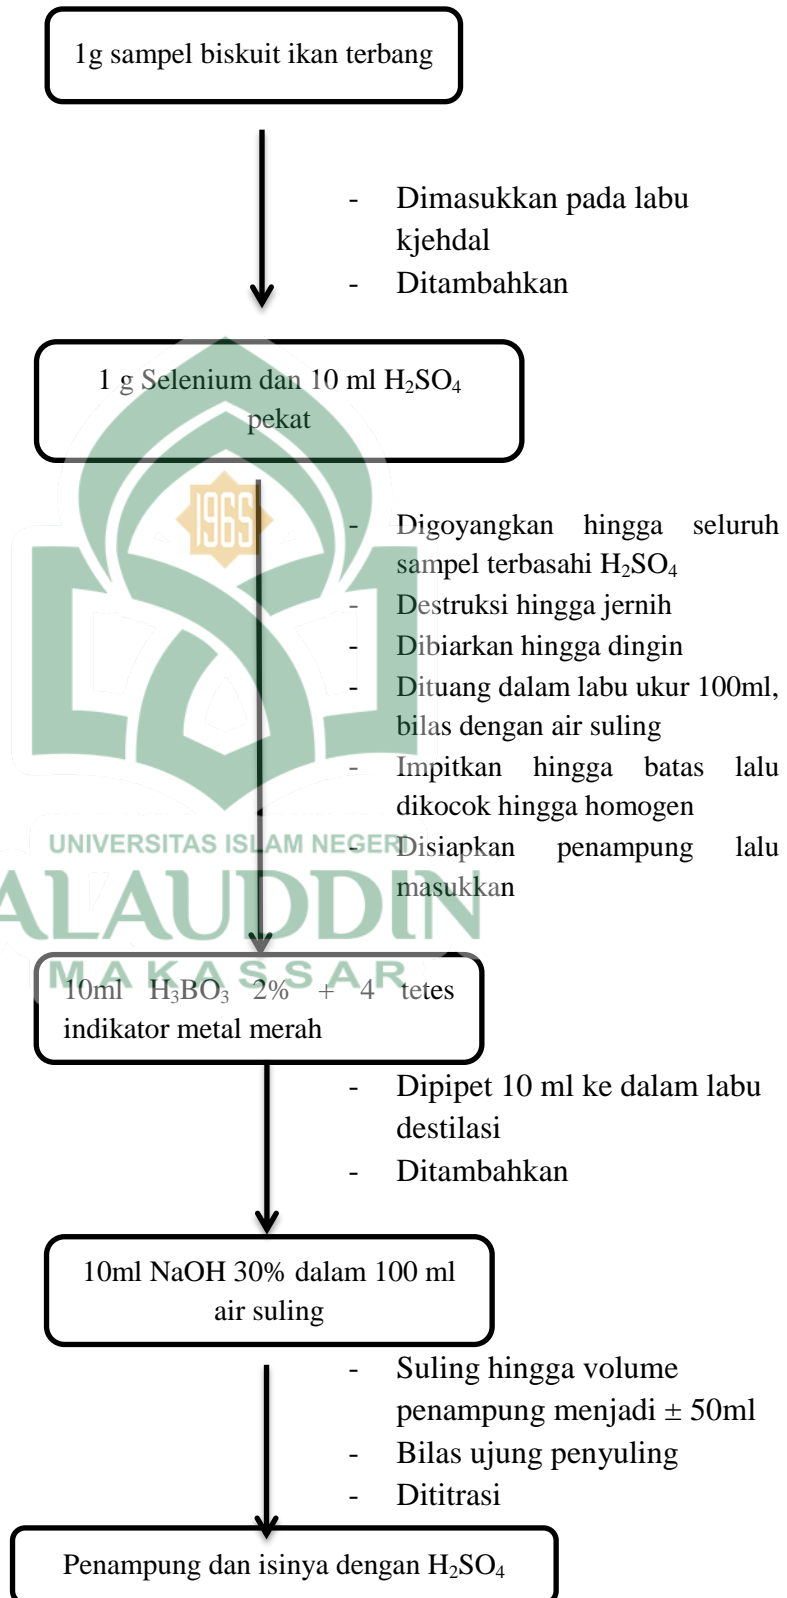 1g sampel biskuit ikan terbang
- Dimasukkan pada labu
kjehdal
- Ditambahkan
1 g Selenium dan 10 ml H₂SO₄
pekat
1965
- Digoyangkan hingga seluruh
sampel terbasahi H₂SO₄
- Destruksi hingga jernih
- Dibiarkan hingga dingin
- Dituang dalam labu ukur 100ml,
bilas dengan air suling
- Impitkan hingga batas lalu
dikocok hingga homogen
UNIVERSITAS ISLAM NEGERI
- Disiapkan penampung lalu
masukkan
ALAUDDIN
MAKASSAR
10ml H₃BO₃ 2% + 4 tetes
indikator metal merah
- Dipipet 10 ml ke dalam labu
destilasi
- Ditambahkan
10ml NaOH 30% dalam 100 ml
air suling
- Suling hingga volume
penampung menjadi ± 50ml
- Bilas ujung penyuling
- Dititrasi
Penampung dan isinya dengan H₂SO₄